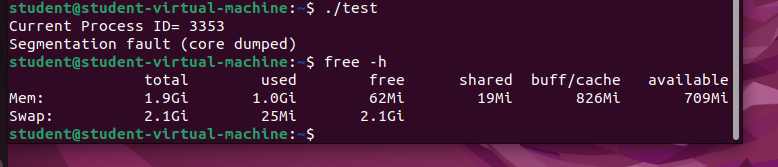 student@student-virtual-machine:~$ ./test
Current Process ID= 3353
Segmentation fault (core dumped)
student@student-virtual-machine:~$ free -h
total used free shared buff/cache available
Mem: 1.9Gi 1.0Gi 62Mi 19Mi 826Mi 709Mi
Swap: 2.1Gi 25Mi 2.1Gi
student@student-virtual-machine:~$